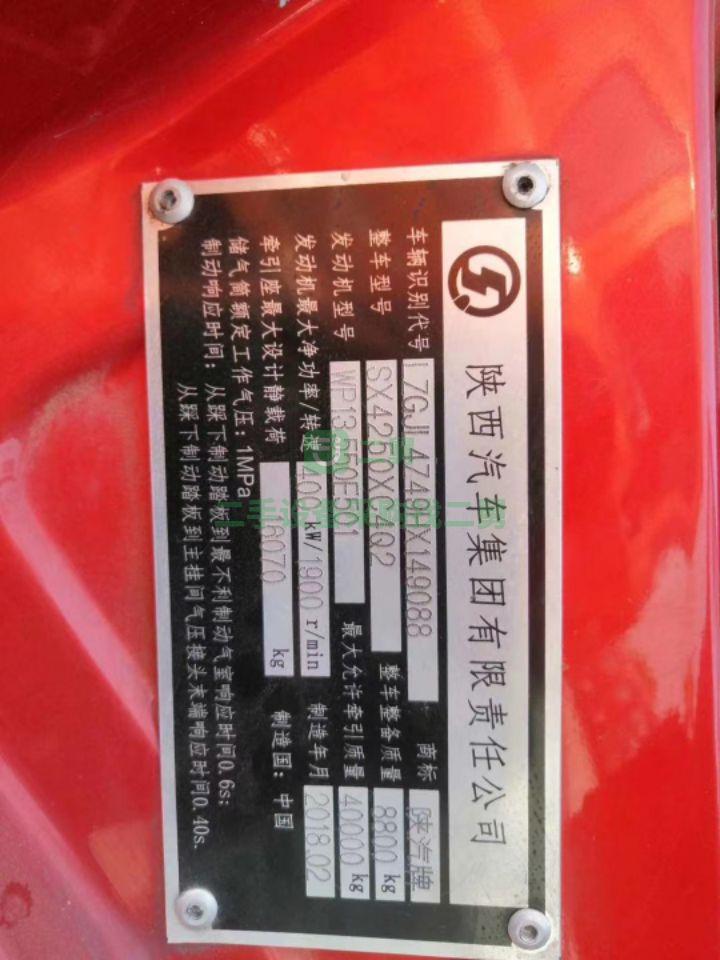 陕西汽车集团有限责任公司
车辆识别代号 L7GJL4Z49HX149088 商标 陕汽牌
整车型号 SX4250XC4Q2 整车整备质量 8800 kg
发动机型号 WP13.550E501 最大允许牵引质量 40000 kg
发动机最大净功率/转速 400 kW/1900 r/min 制造年月 2018.02
牵引座最大设计静载荷 16070 kg 制造国: 中国
储气筒额定工作气压: 1MPa
制动响应时间: 从踩下制动踏板到最不利制动气室响应时间0.6s;
从踩下制动踏板到主挂间气压接头末端响应时间0.40s.